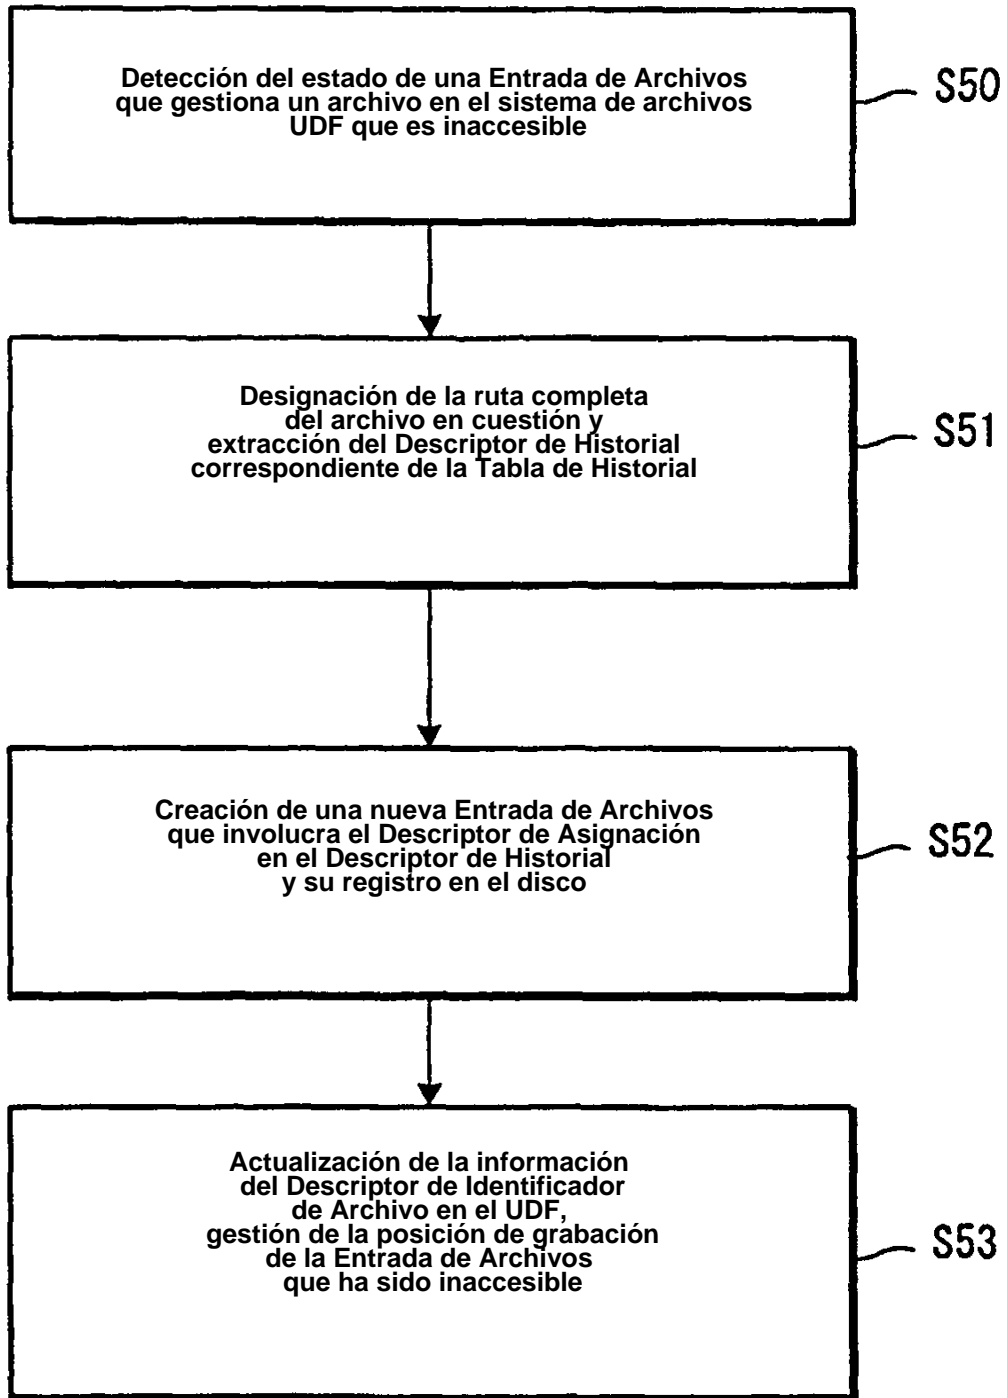 Detección del estado de una Entrada de Archivos
que gestiona un archivo en el sistema de archivos
UDF que es inaccesible
S50
Designación de la ruta completa
del archivo en cuestión y
extracción del Descriptor de Historial
correspondiente de la Tabla de Historial
S51
Creación de una nueva Entrada de Archivos
que involucra el Descriptor de Asignación
en el Descriptor de Historial
y su registro en el disco
S52
Actualización de la información
del Descriptor de Identificador
de Archivo en el UDF,
gestión de la posición de grabación
de la Entrada de Archivos
que ha sido inaccesible
S53